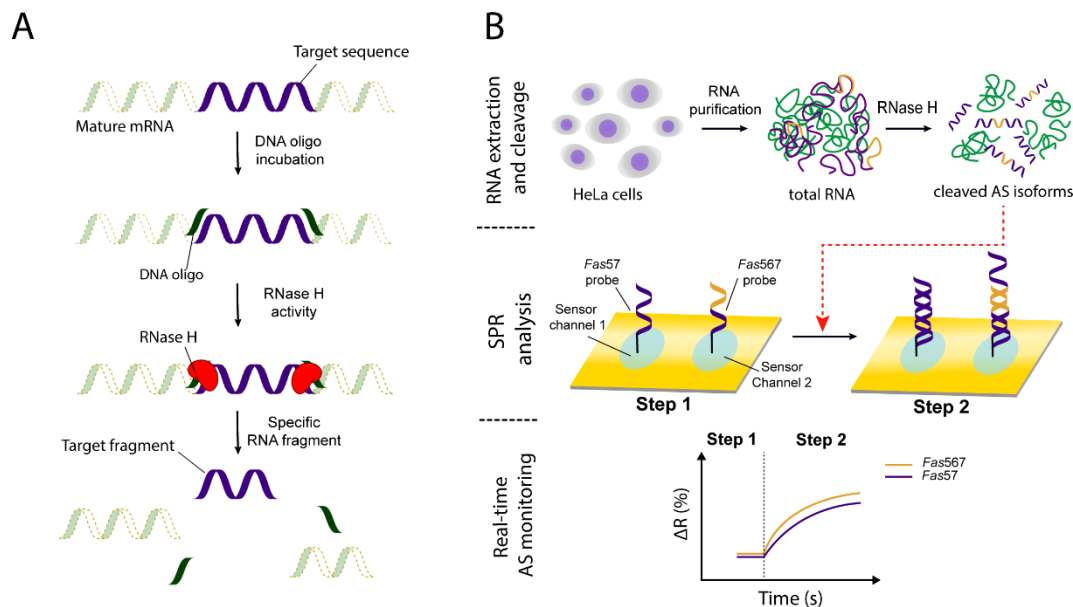 A
Target sequence
Mature mRNA
DNA oligo
incubation
DNA oligo
RNase H
activity
RNase H
Specific
RNA fragment
Target fragment
B
RNA extraction
and cleavage
RNA
purification
RNase H
HeLa cells
total RNA
cleaved AS isoforms
SPR
analysis
Fas57
probe
Fas567
probe
Sensor
channel 1
Sensor
Channel 2
Step 1
Step 2
Real-time
AS monitoring
Step 1
Step 2
Fas567
Fas57
ΔR (%)
Time (s)